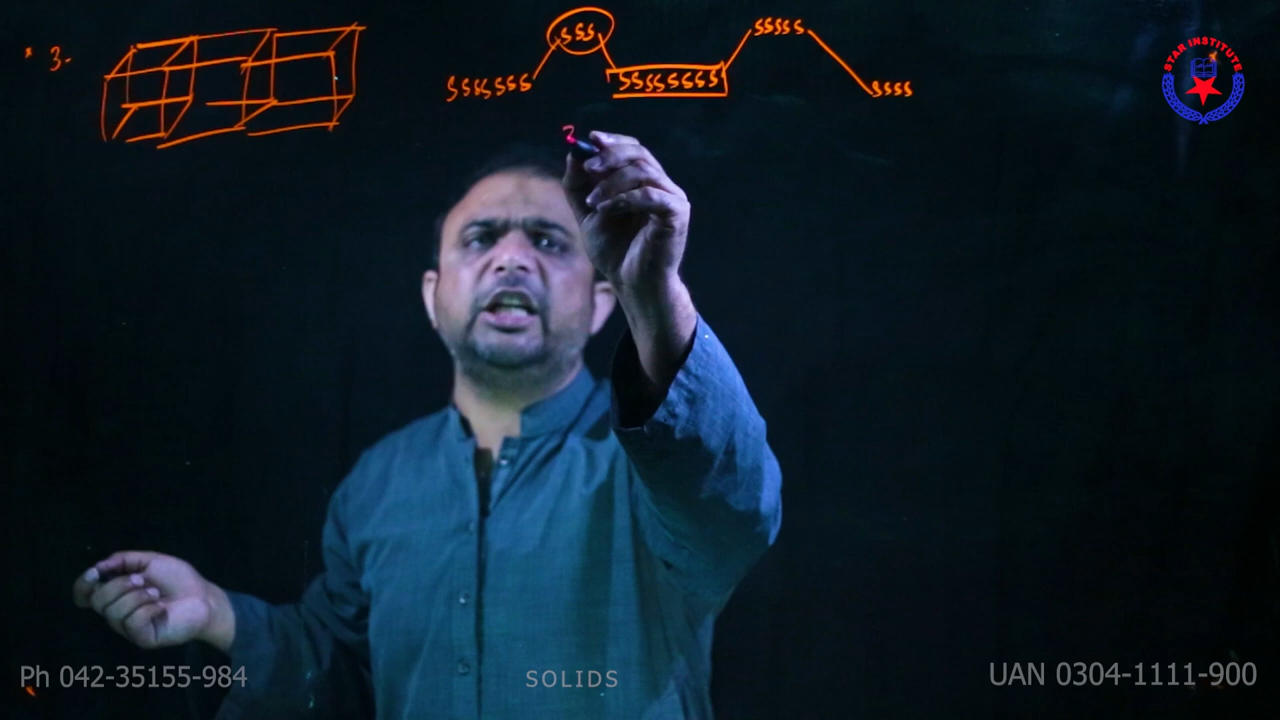 3-
sssssss sss ssssssss sssss ssss
STAR INSTITUTE
Ph 042-35155-984
SOLIDS
UAN 0304-1111-900